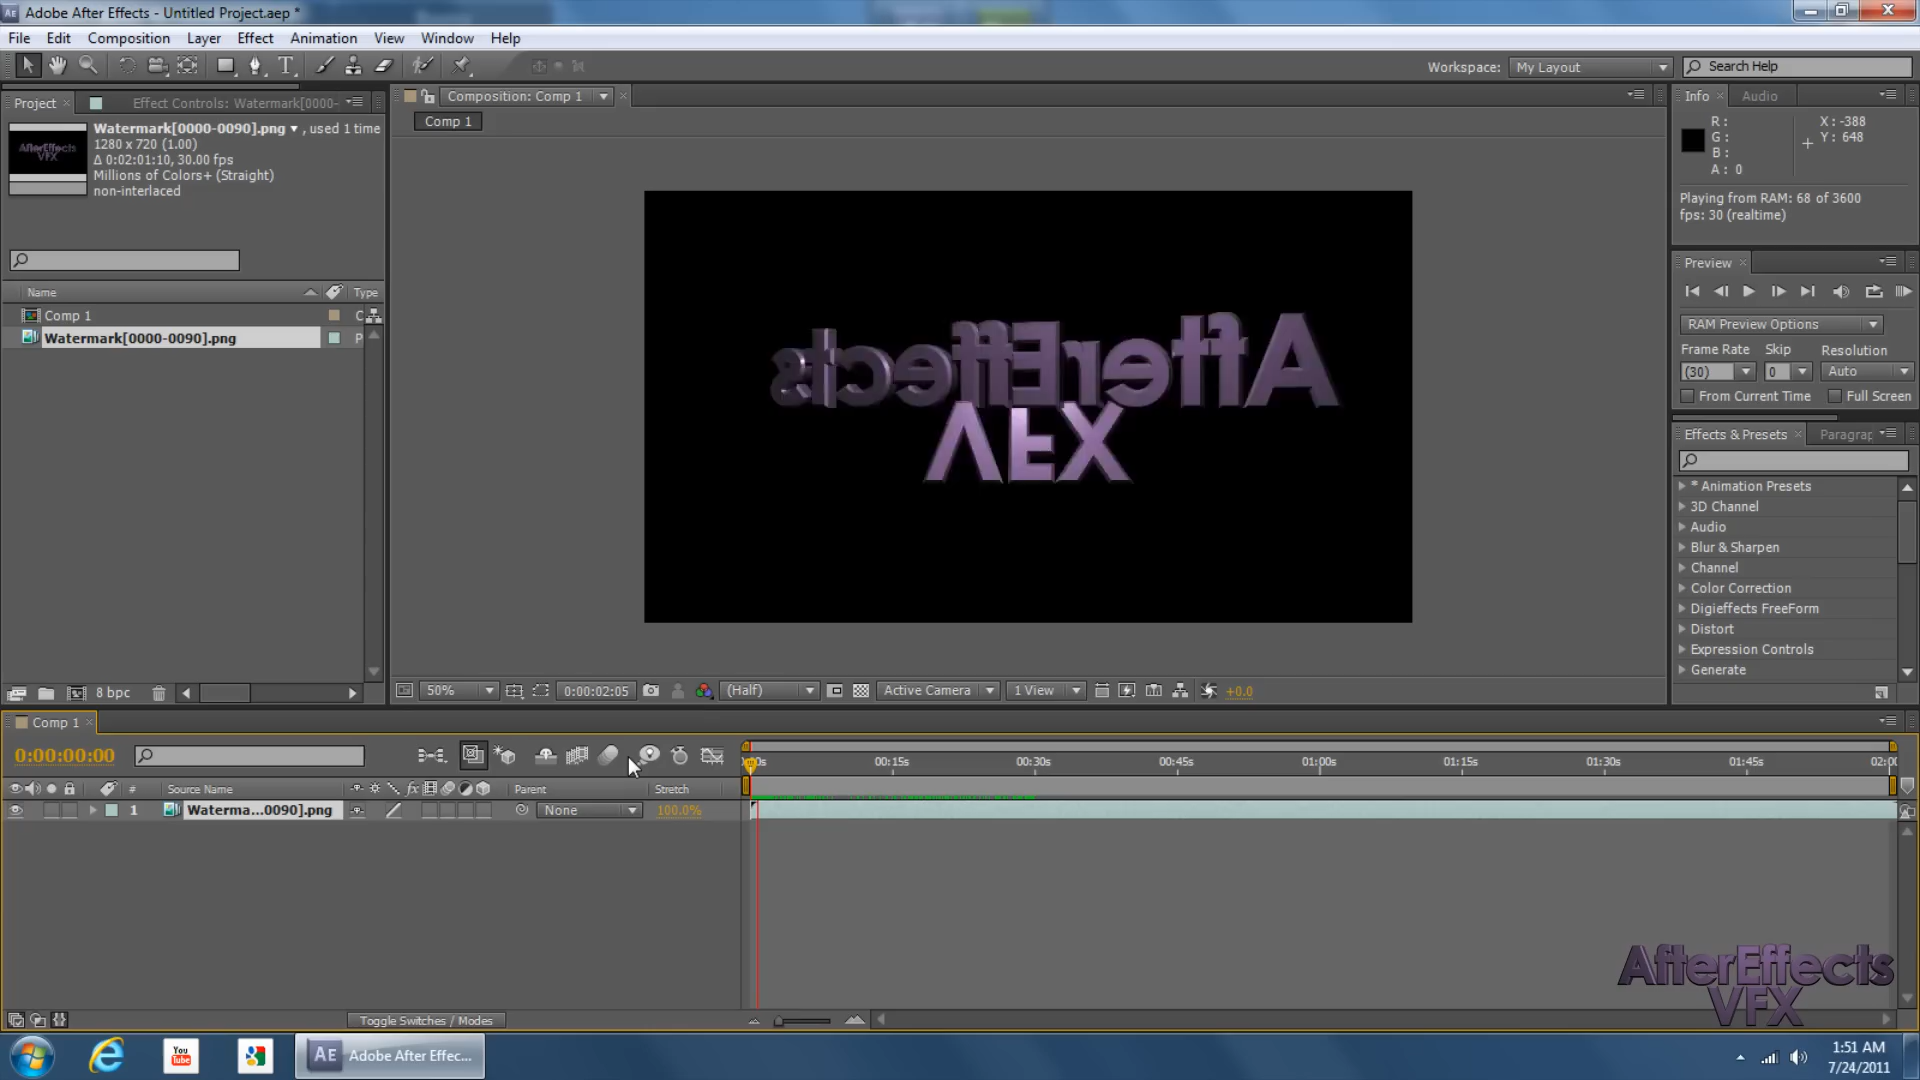 Adobe After Effects - Untitled Project.aep *
File Edit Composition Layer Effect Animation View Window Help
Workspace: My Layout Search Help
Project Effect Controls: Watermark[0000-
Composition: Comp 1
Info Audio
Comp 1
Watermark[0000-0090].png , used 1 time
1280 x 720 (1.00)
Δ 0:02:01:10, 30.00 fps
Millions of Colors+ (Straight)
non-interlaced
R :
G :
B :
A : 0
X : -388
Y : 648
Playing from RAM: 68 of 3600
fps: 30 (realtime)
Preview
RAM Preview Options
Frame Rate Skip Resolution
(30) 0 Auto
From Current Time Full Screen
Name Type
Comp 1 C
Watermark[0000-0090].png P
AfterEffects
VFX
AfterEffects
VFX
Effects & Presets Paragrap
* Animation Presets
3D Channel
Audio
Blur & Sharpen
Channel
Color Correction
Digieffects FreeForm
Distort
Expression Controls
Generate
8 bpc
50% 0:00:02:05 (Half) Active Camera 1 View +0.0
Comp 1
0:00:00:00
00s 00:15s 00:30s 00:45s 01:00s 01:15s 01:30s 01:45s 02:00
# Source Name fx Parent Stretch
1 Waterma...0090].png None 100.0%
AfterEffects
VFX
Toggle Switches / Modes
You Tube
AE Adobe After Effec...
1:51 AM
7/24/2011